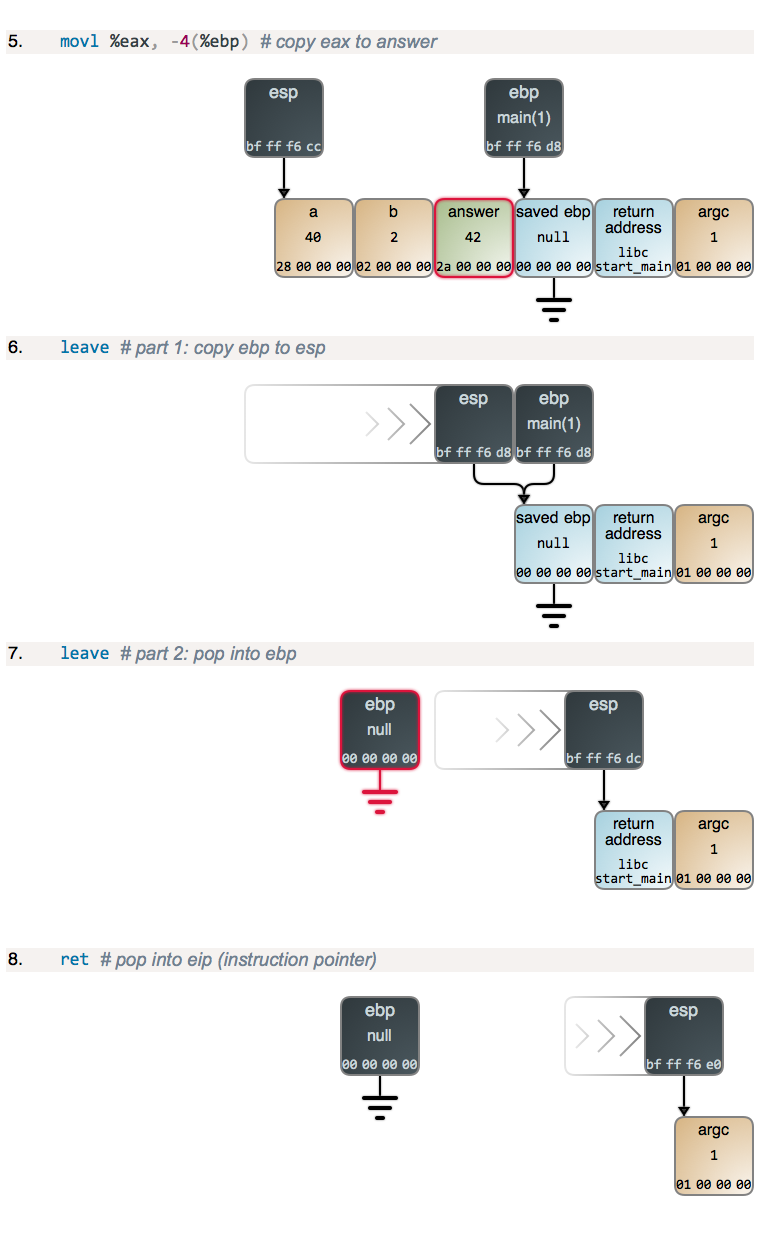 5. movl %eax, -4(%ebp) # copy eax to answer
esp
bf ff f6 cc
ebp
main(1)
bf ff f6 d8
a
40
28 00 00 00
b
2
02 00 00 00
answer
42
2a 00 00 00
saved ebp
null
00 00 00 00
return
address
libc
start_main
argc
1
01 00 00 00
6. leave # part 1: copy ebp to esp
esp
bf ff f6 d8
ebp
main(1)
bf ff f6 d8
saved ebp
null
00 00 00 00
return
address
libc
start_main
argc
1
01 00 00 00
7. leave # part 2: pop into ebp
ebp
null
00 00 00 00
esp
bf ff f6 dc
return
address
libc
start_main
argc
1
01 00 00 00
8. ret # pop into eip (instruction pointer)
ebp
null
00 00 00 00
esp
bf ff f6 e0
argc
1
01 00 00 00